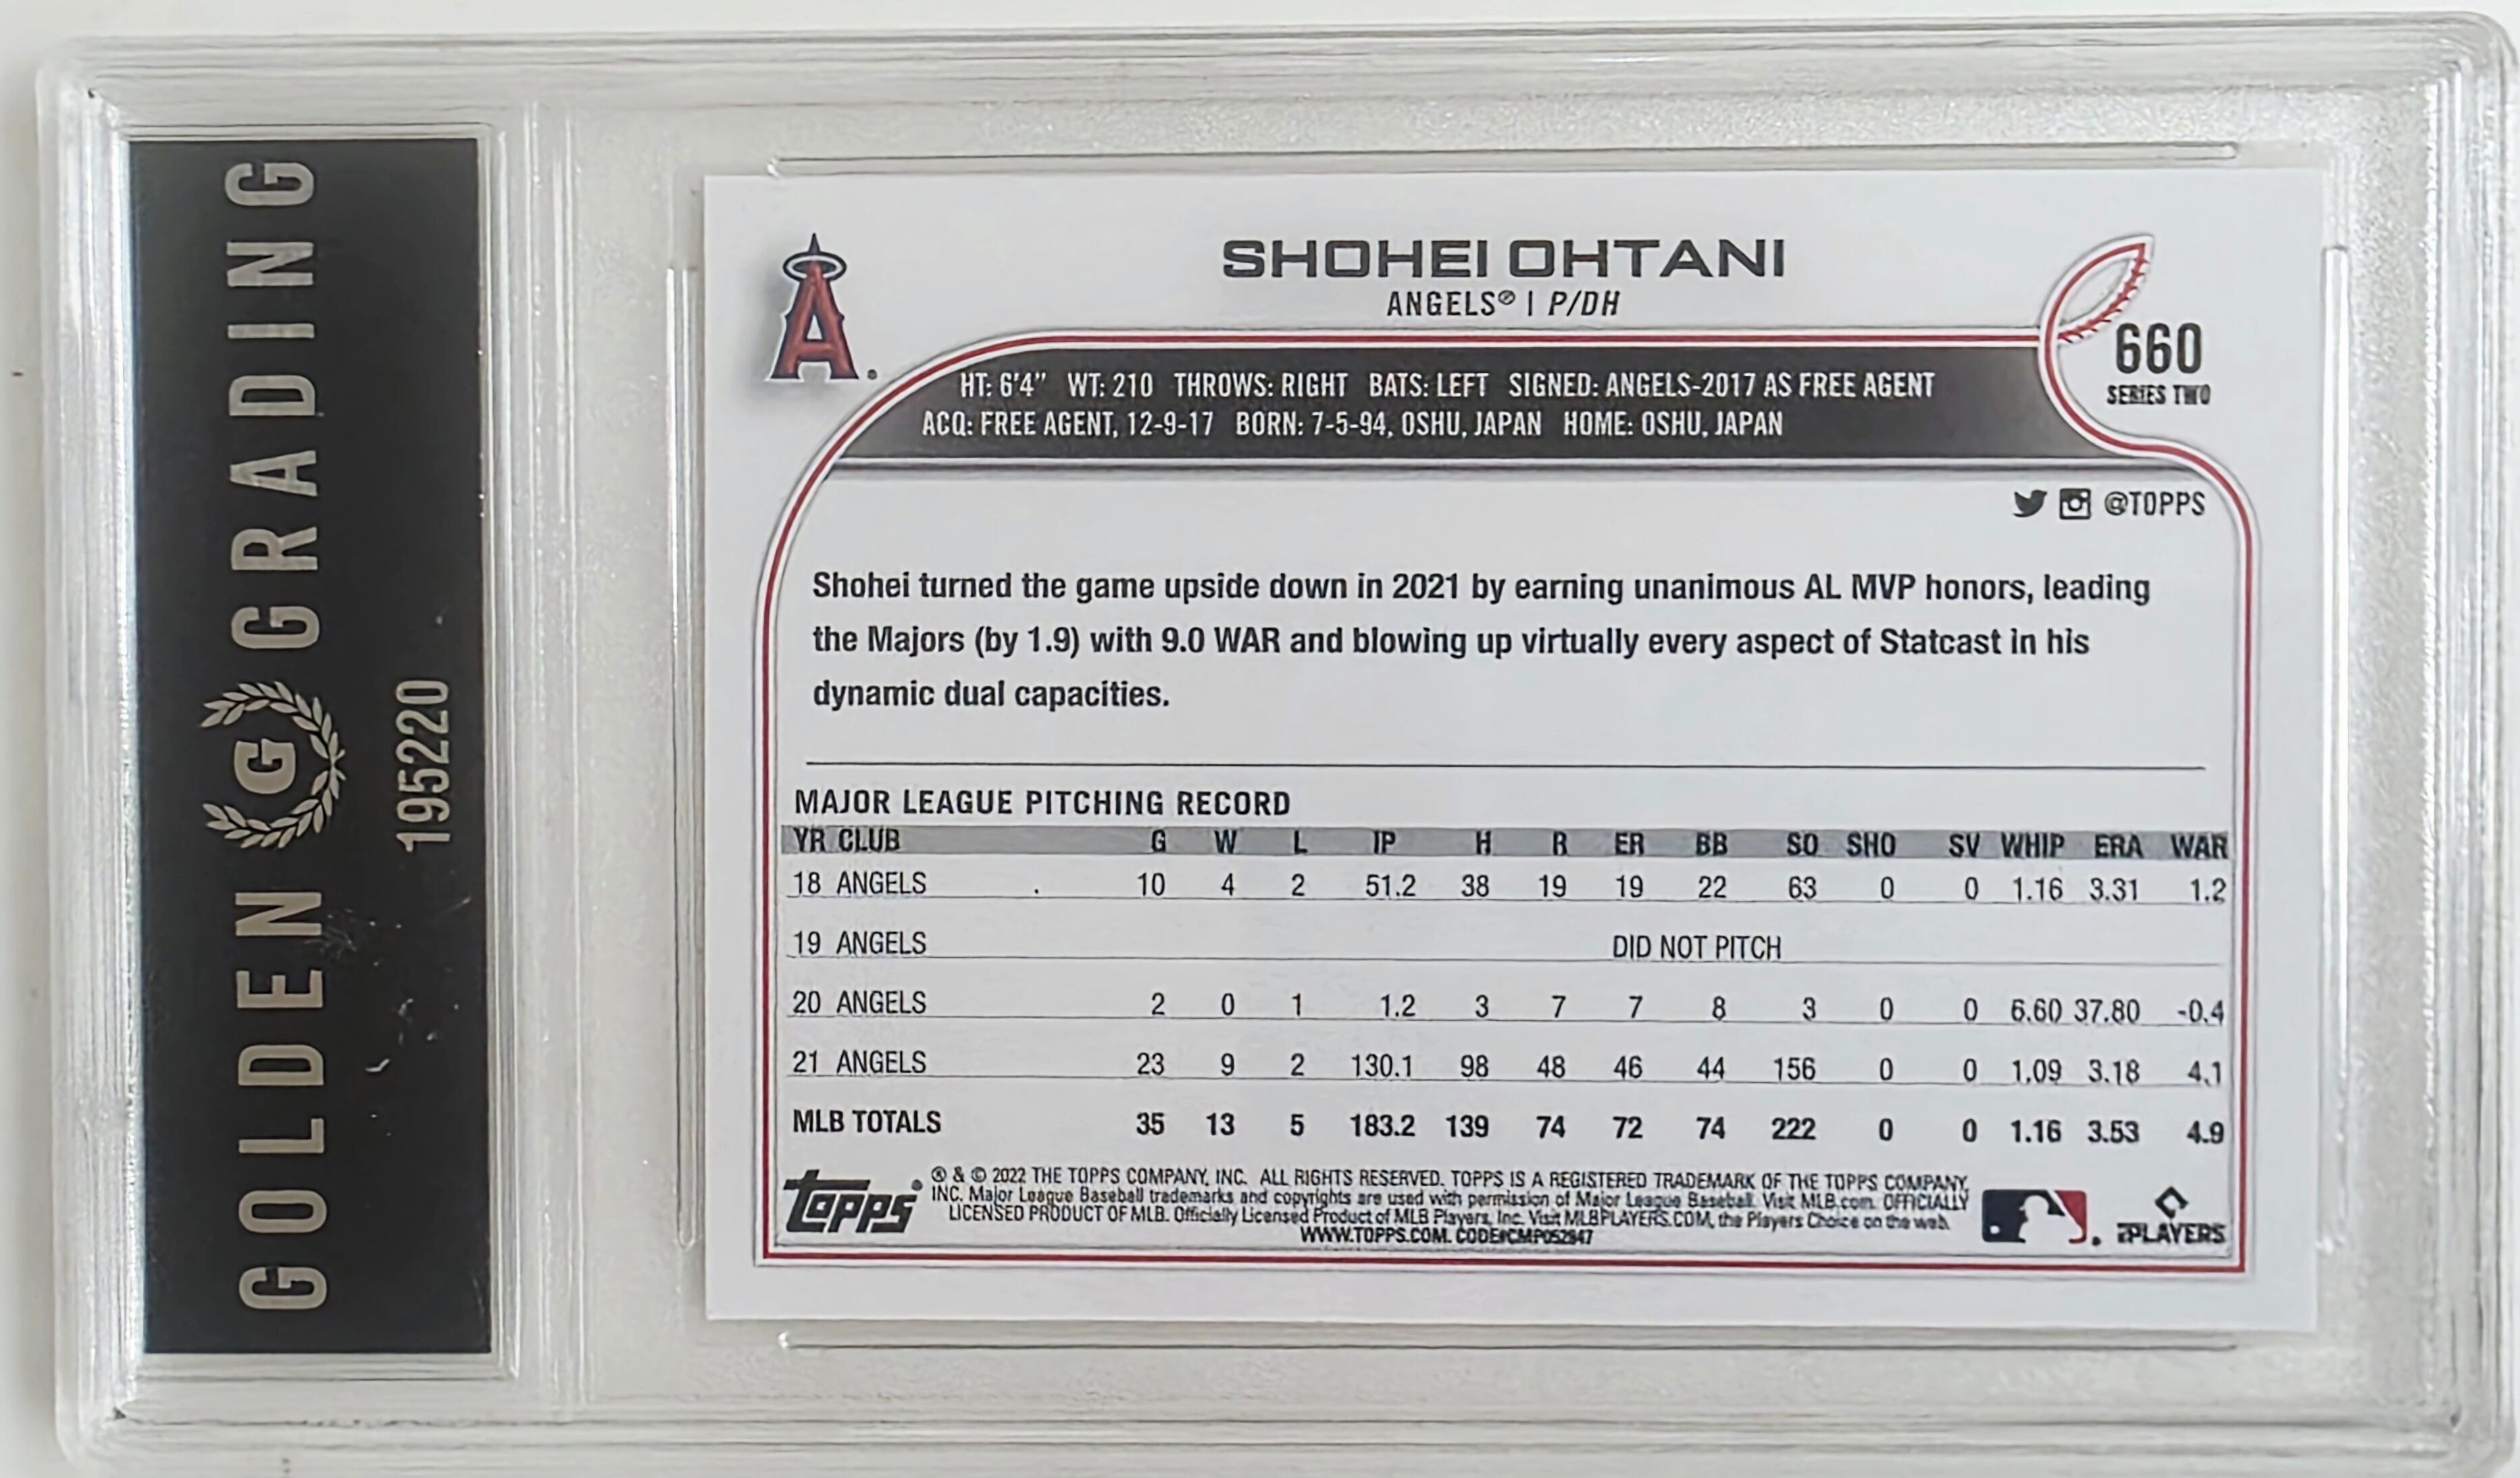 GOLDEN G GRADING
195220
A
SHOHEI OHTANI
ANGELS® | P/DH
660
SERIES TWO
HT: 6'4" WT: 210 THROWS: RIGHT BATS: LEFT SIGNED: ANGELS-2017 AS FREE AGENT
ACQ: FREE AGENT, 12-9-17 BORN: 7-5-94, OSHU, JAPAN HOME: OSHU, JAPAN
@TOPPS
Shohei turned the game upside down in 2021 by earning unanimous AL MVP honors, leading
the Majors (by 1.9) with 9.0 WAR and blowing up virtually every aspect of Statcast in his
dynamic dual capacities.
MAJOR LEAGUE PITCHING RECORD
YR CLUB G W L IP H R ER BB SO SHO SV WHIP ERA WAR
18 ANGELS 10 4 2 51.2 38 19 19 22 63 0 0 1.16 3.31 1.2
19 ANGELS DID NOT PITCH
20 ANGELS 2 0 1 1.2 3 7 7 8 3 0 0 6.60 37.80 -0.4
21 ANGELS 23 9 2 130.1 98 48 46 44 156 0 0 1.09 3.18 4.1
MLB TOTALS 35 13 5 183.2 139 74 72 74 222 0 0 1.16 3.53 4.9
topps
® & © 2022 THE TOPPS COMPANY, INC. ALL RIGHTS RESERVED. TOPPS IS A REGISTERED TRADEMARK OF THE TOPPS COMPANY,
INC. Major League Baseball trademarks and copyrights are used with permission of Major League Baseball. Visit MLB.com. OFFICIALLY
LICENSED PRODUCT OF MLB. Officially Licensed Product of MLB Players, Inc. Visit MLBPLAYERS.COM, the Players Choice on the web.
WWW.TOPPS.COM. CODE#CMP052847
PLAYERS